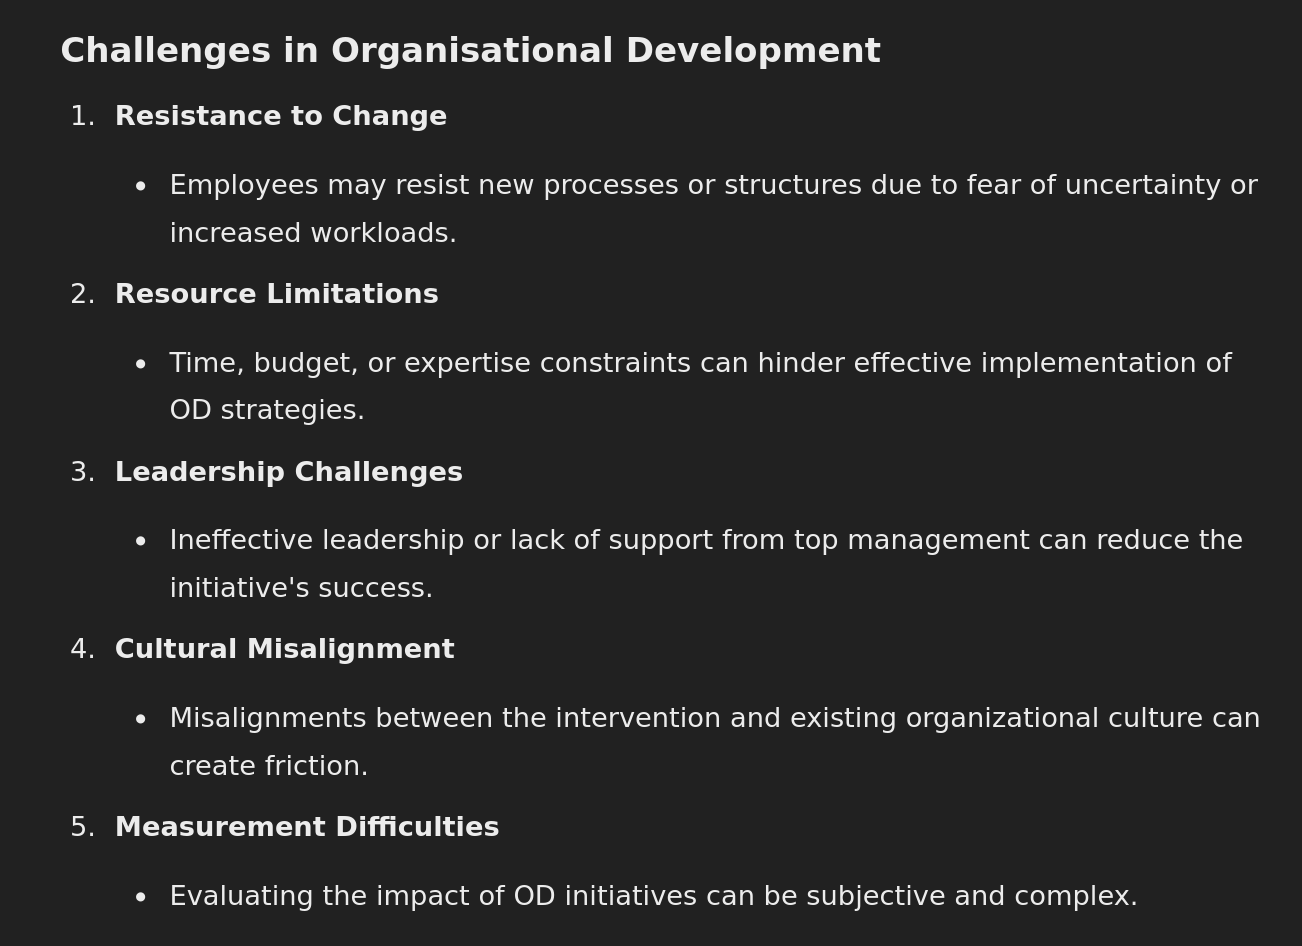 Challenges in Organisational Development
1. Resistance to Change
• Employees may resist new processes or structures due to fear of uncertainty or
increased workloads.
2. Resource Limitations
• Time, budget, or expertise constraints can hinder effective implementation of
OD strategies.
3. Leadership Challenges
• Ineffective leadership or lack of support from top management can reduce the
initiative's success.
4. Cultural Misalignment
• Misalignments between the intervention and existing organizational culture can
create friction.
5. Measurement Difficulties
• Evaluating the impact of OD initiatives can be subjective and complex.